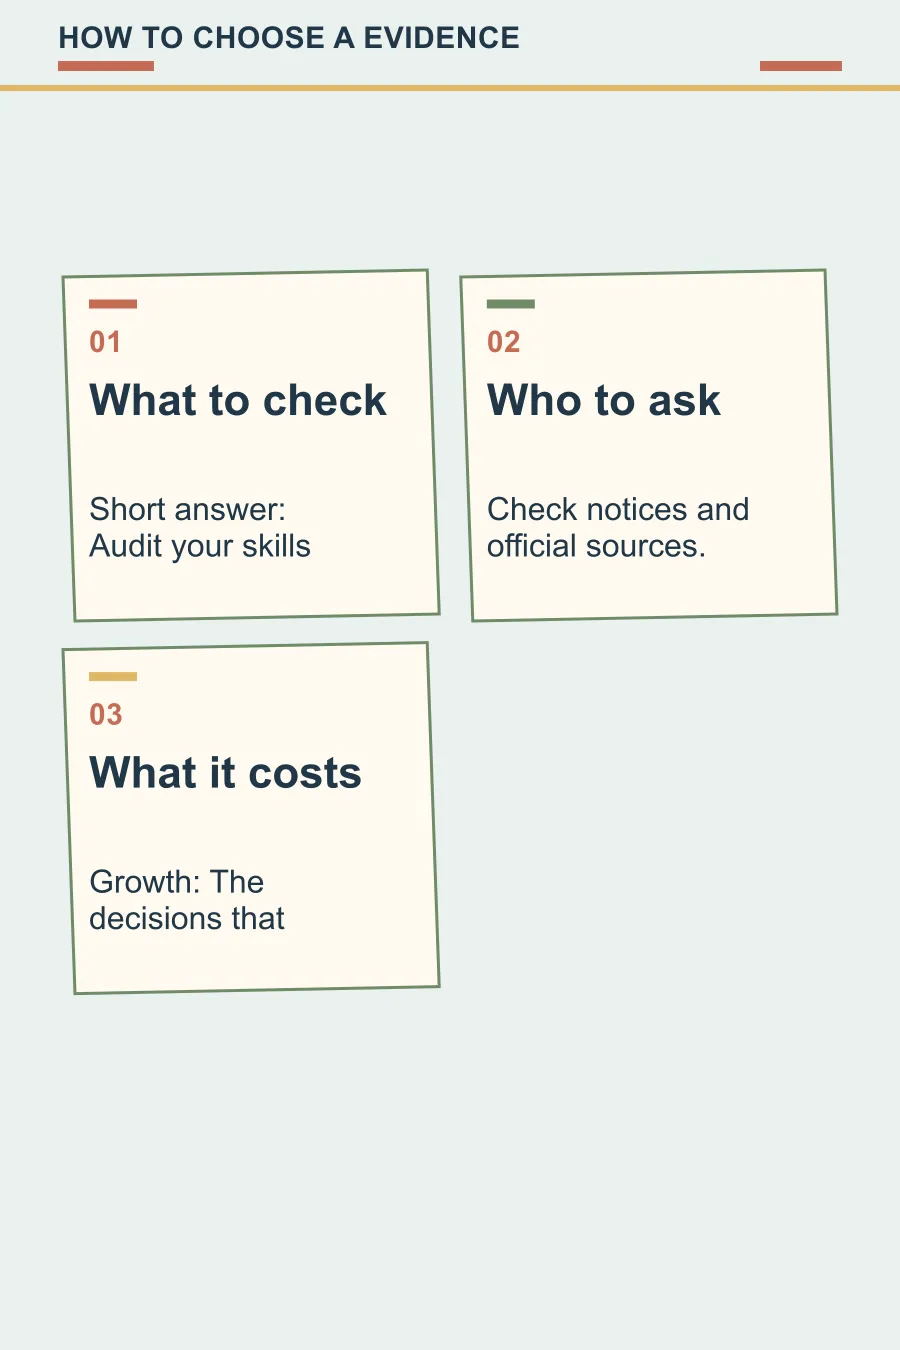 HOW TO CHOOSE A EVIDENCE
01
What to check
Short answer:
Audit your skills
02
Who to ask
Check notices and
official sources.
03
What it costs
Growth: The
decisions that